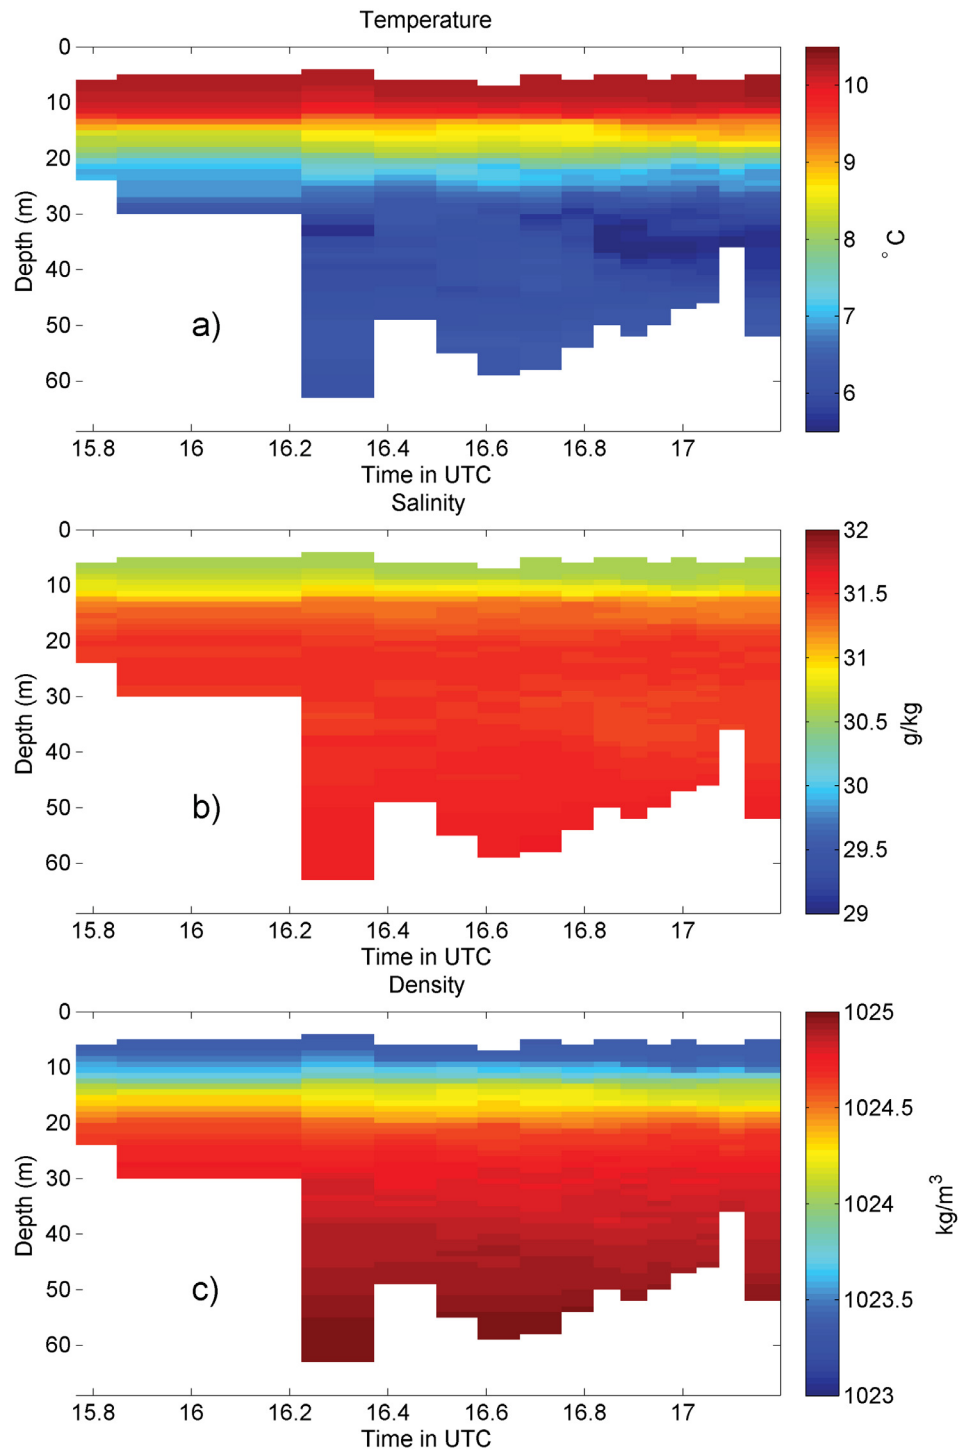 Temperature
0
10
20
30
40
50
60
Depth (m)
a)
15.8 16 16.2 16.4 16.6 16.8 17
Time in UTC
10
9
8
7
6
° C
Salinity
0
10
20
30
40
50
60
Depth (m)
b)
15.8 16 16.2 16.4 16.6 16.8 17
Time in UTC
32
31.5
31
30.5
30
29.5
29
g/kg
Density
0
10
20
30
40
50
60
Depth (m)
c)
15.8 16 16.2 16.4 16.6 16.8 17
Time in UTC
1025
1024.5
1024
1023.5
1023
kg/m³